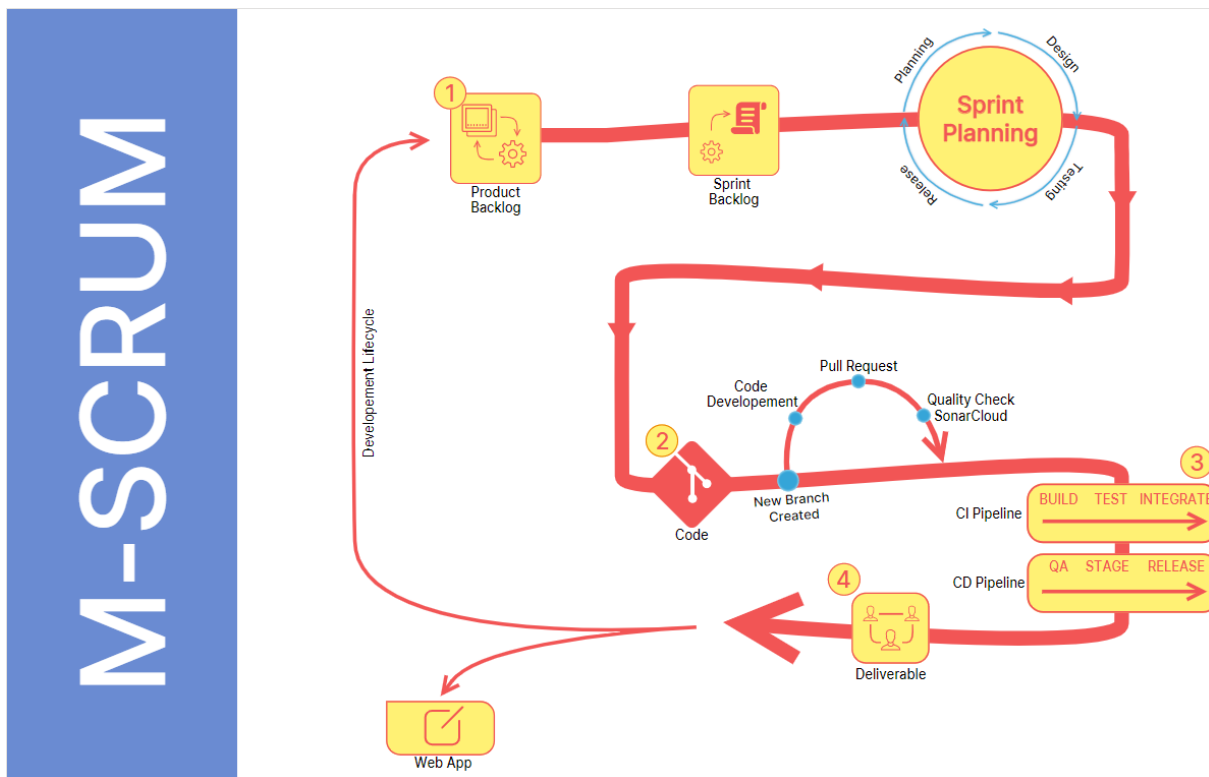 M-SCRUM
1
Product
Backlog
Sprint
Backlog
Sprint
Planning
Planning
Design
Testing
Release
Developement Lifecycle
2
Code
New Branch
Created
Code
Developement
Pull Request
Quality Check
SonarCloud
3
CI Pipeline
BUILD TEST INTEGRATE
CD Pipeline
QA STAGE RELEASE
4
Deliverable
Web App